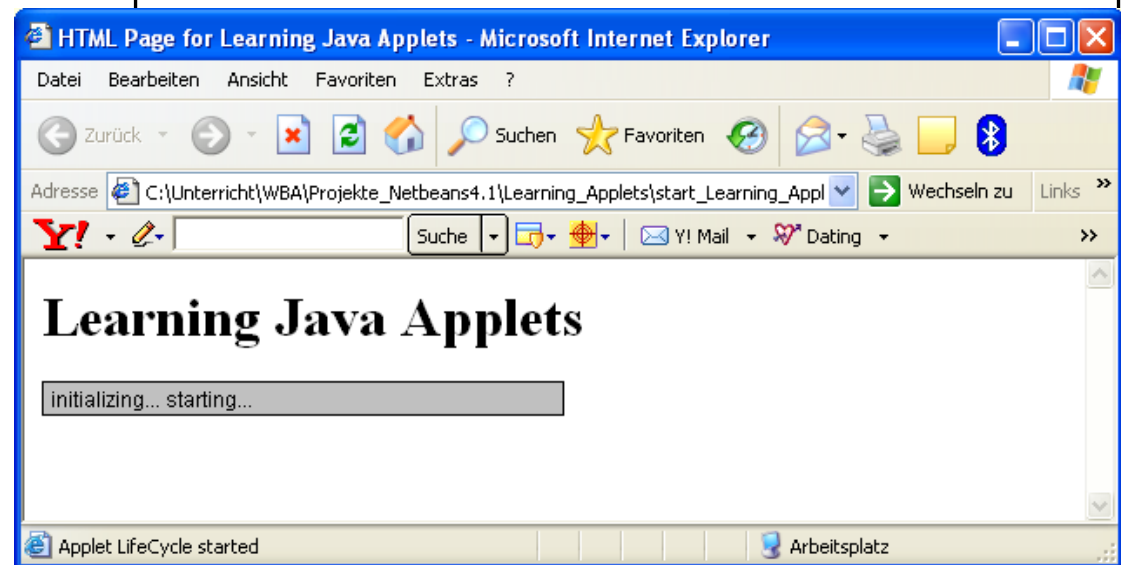 HTML Page for Learning Java Applets - Microsoft Internet Explorer
Datei Bearbeiten Ansicht Favoriten Extras ?
Zurück Suchen Favoriten
Adresse C:\Unterricht\WBA\Projekte_Netbeans4.1\Learning_Applets\start_Learning_Appl Wechseln zu Links »
Y! Suche Y! Mail Dating »
Learning Java Applets
initializing... starting...
Applet LifeCycle started Arbeitsplatz